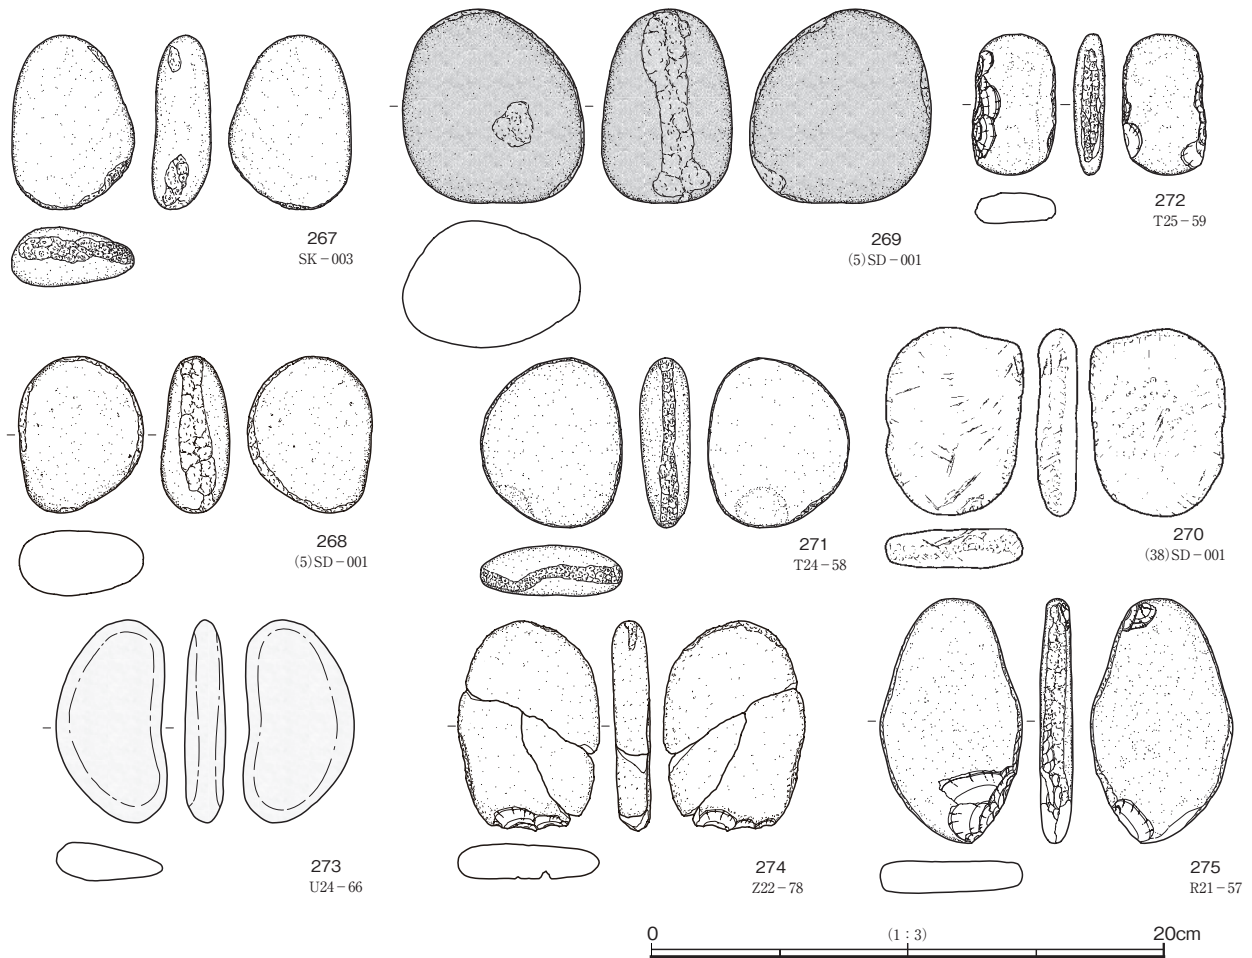 267
SK－003
269
(5)SD－001
272
T25－59
268
(5)SD－001
271
T24－58
270
(38)SD－001
273
U24－66
274
Z22－78
275
R21－57
0 (1：3) 20cm